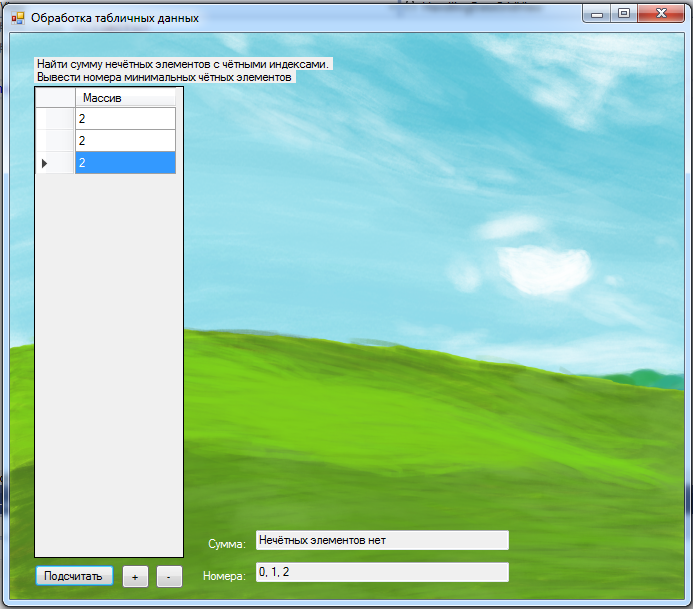 Обработка табличных данных
Найти сумму нечётных элементов с чётными индексами.
Вывести номера минимальных чётных элементов
Массив
2
2
2
Сумма: Нечётных элементов нет
Подсчитать + - Номера: 0, 1, 2